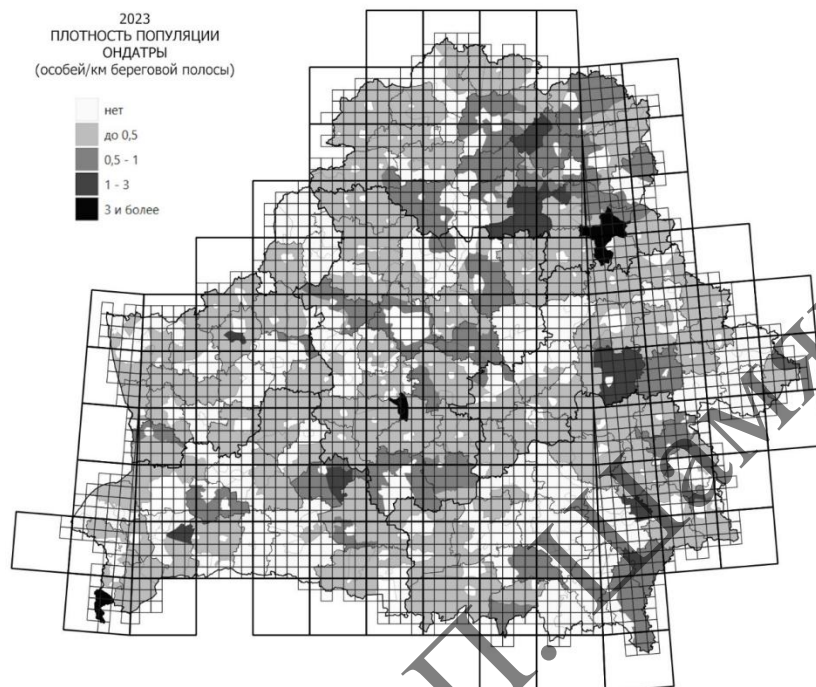 2023
ПЛОТНОСТЬ ПОПУЛЯЦИИ
ОНДАТРЫ
(особей/км береговой полосы)
нет
до 0,5
0,5 - 1
1 - 3
3 и более
П. Шамя